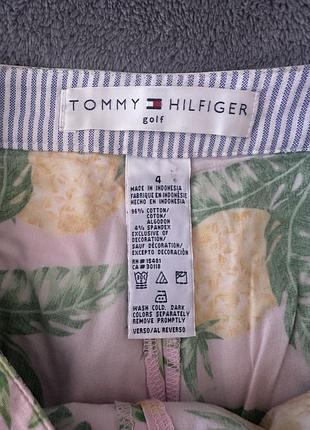 TOMMY HILFIGER
golf
4
MADE IN INDONESIA
FABRIQUE EN INDONÉSIE
HECHO EN INDONESIA
96% COTTON/
COTON/
ALGODON
4% SPANDEX
EXCLUSIVE OF
DECORATION/
SAUF DÉCORATION/
EXCEPTO DECORACIÓN
RN# 15401
CA# 30118
WASH COLD. DARK
COLORS SEPARATELY
REMOVE PROMPTLY
VERSO/AL REVERSO